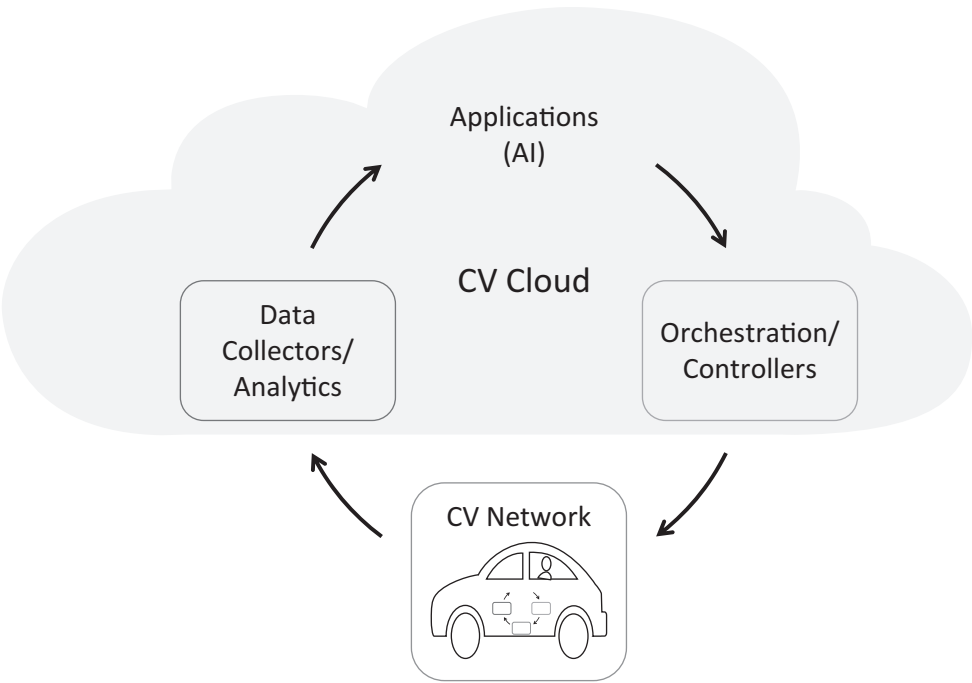 Applications
(AI)
CV Cloud
Data
Collectors/
Analytics
Orchestration/
Controllers
CV Network